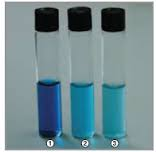 ① ② ③